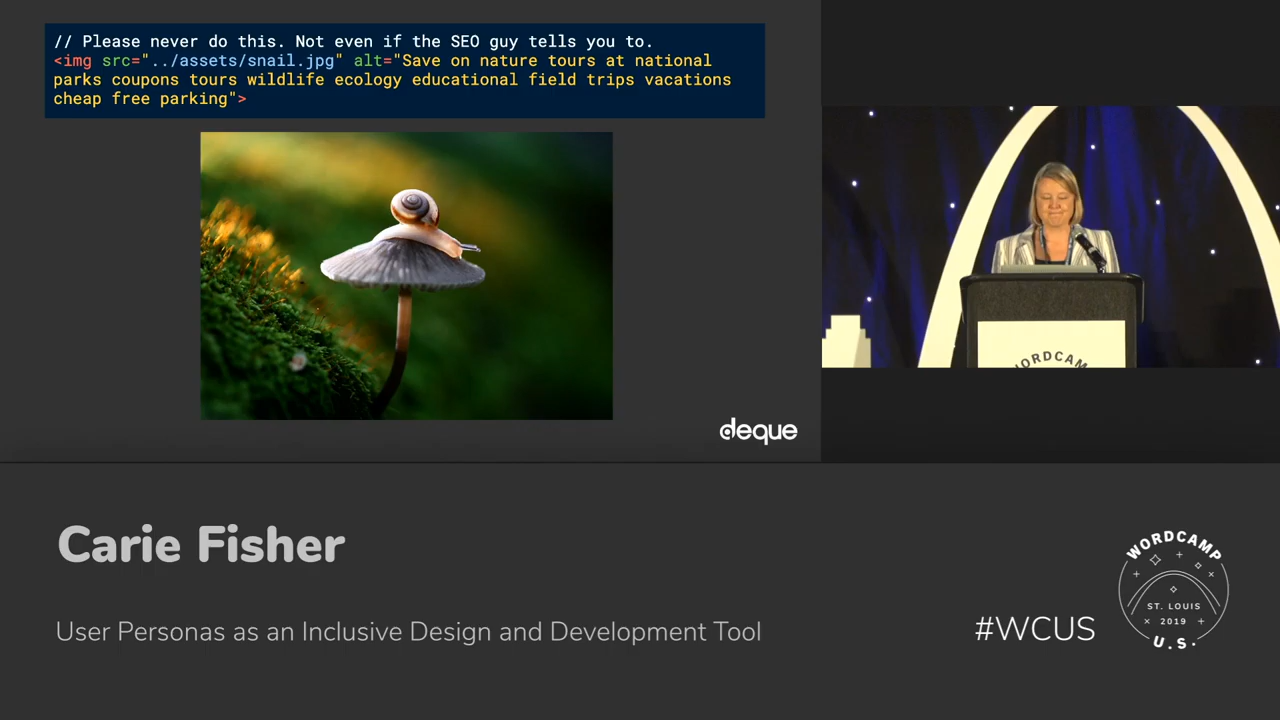 // Please never do this. Not even if the SEO guy tells you to.
<img src="../assets/snail.jpg" alt="Save on nature tours at national
parks coupons tours wildlife ecology educational field trips vacations
cheap free parking">
deque
WORDCAMP
Carie Fisher
User Personas as an Inclusive Design and Development Tool
#WCUS
WORDCAMP
ST. LOUIS
2019
U.S.